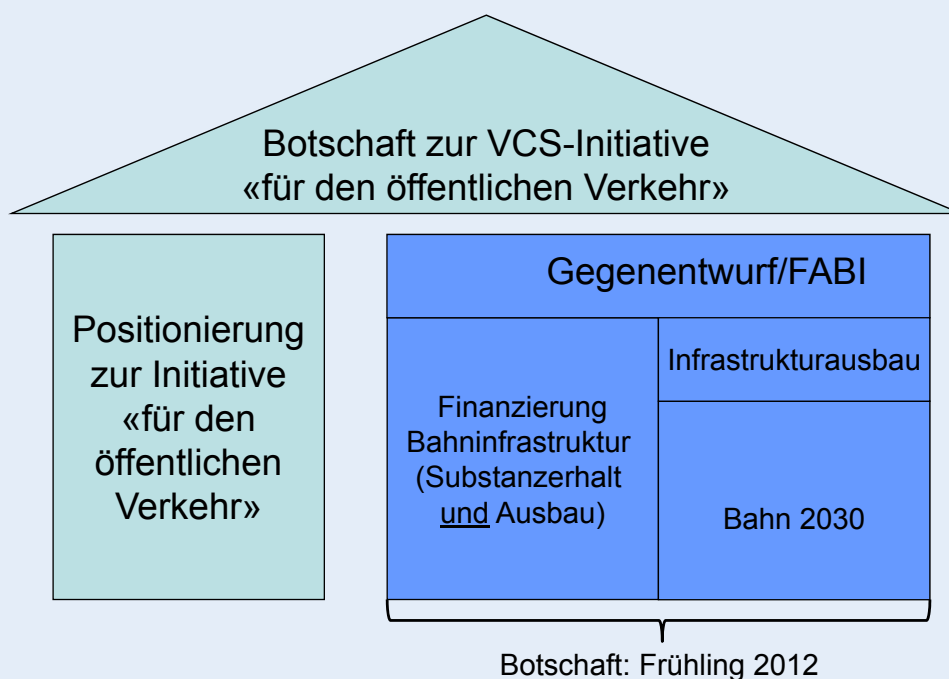 Botschaft zur VCS-Initiative
«für den öffentlichen Verkehr»
Positionierung
zur Initiative
«für den
öffentlichen
Verkehr»
Gegenentwurf/FABI
Finanzierung
Bahninfrastruktur
(Substanzerhalt
und Ausbau)
Infrastrukturausbau
Bahn 2030
Botschaft: Frühling 2012